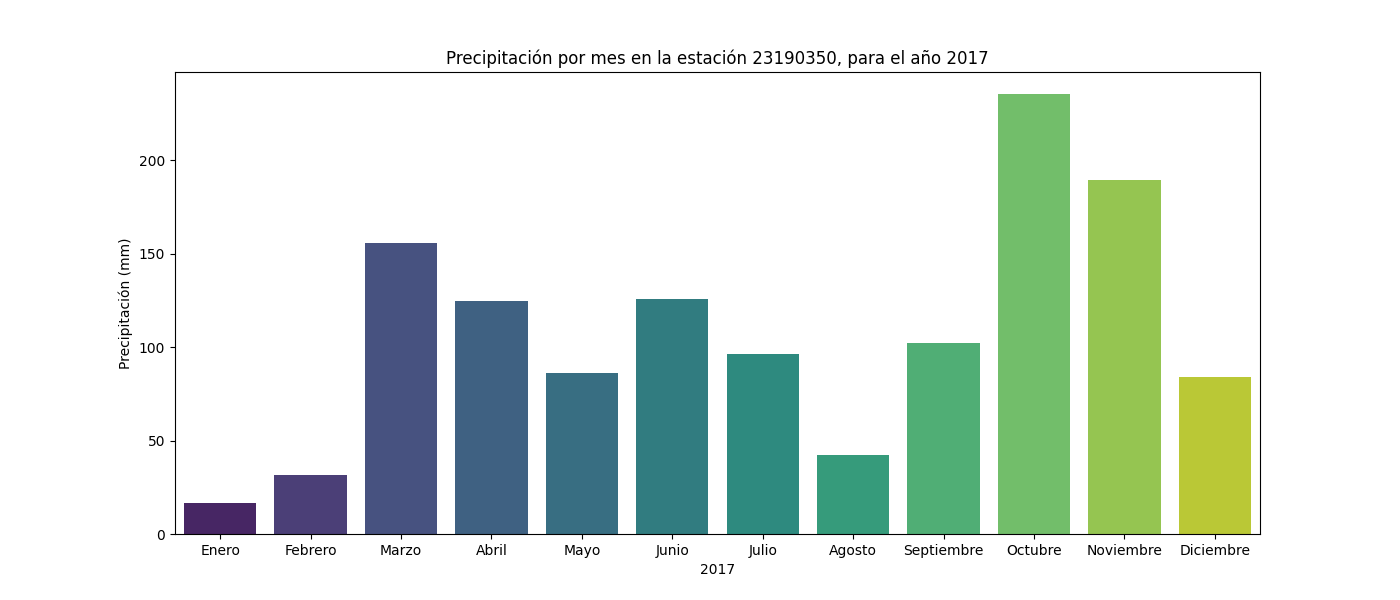 Precipitación por mes en la estación 23190350, para el año 2017
Precipitación (mm)
200
150
100
50
0
Enero Febrero Marzo Abril Mayo Junio Julio Agosto Septiembre Octubre Noviembre Diciembre
2017